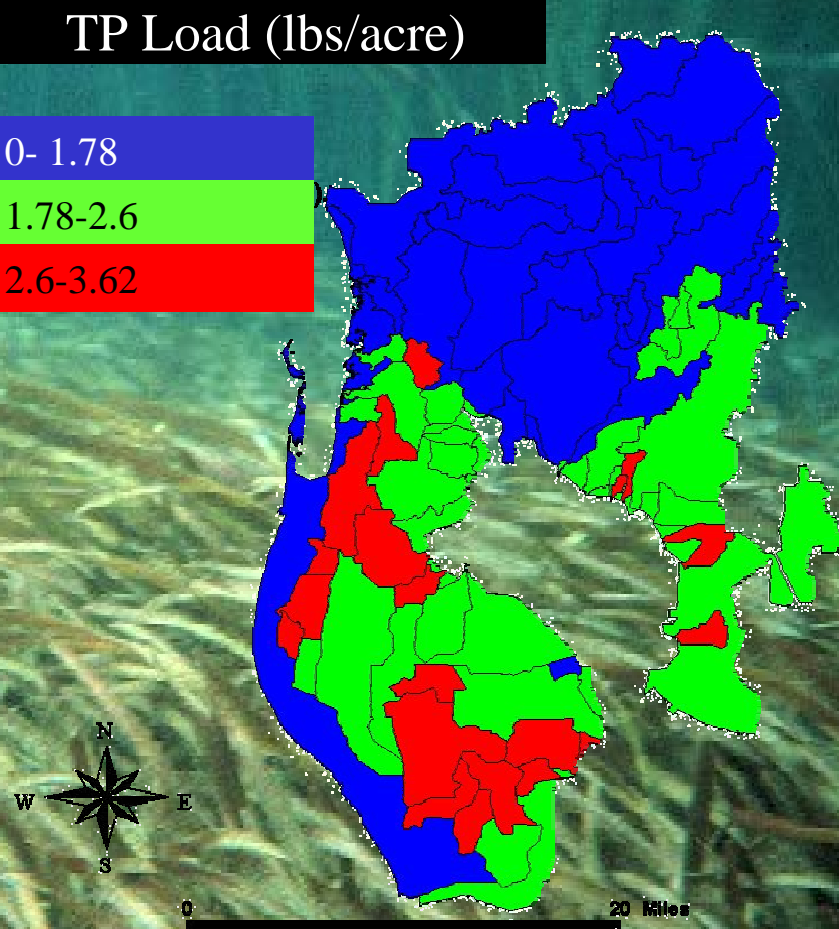 TP Load (lbs/acre)
0- 1.78
)
1.78-2.6
2.6-3.62
N
W E
S
0 20 Miles